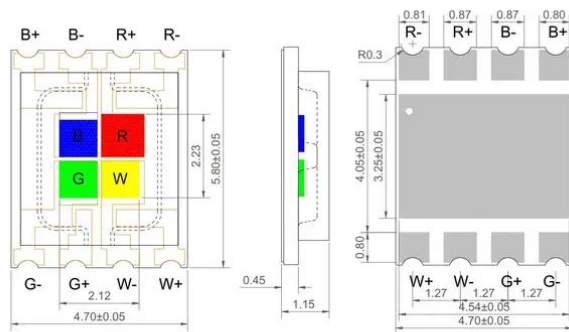 B+ B- R+ R-
B R
G W
G- G+ W- W+
2.23
5.80±0.05
2.12
4.70±0.05
0.45
1.15
0.81 0.87 0.87 0.80
R- R+ B- B+
R0.3
4.05±0.05
3.25±0.05
0.80
W+ W- G+ G-
1.27 1.27 1.27
4.54±0.05
4.70±0.05